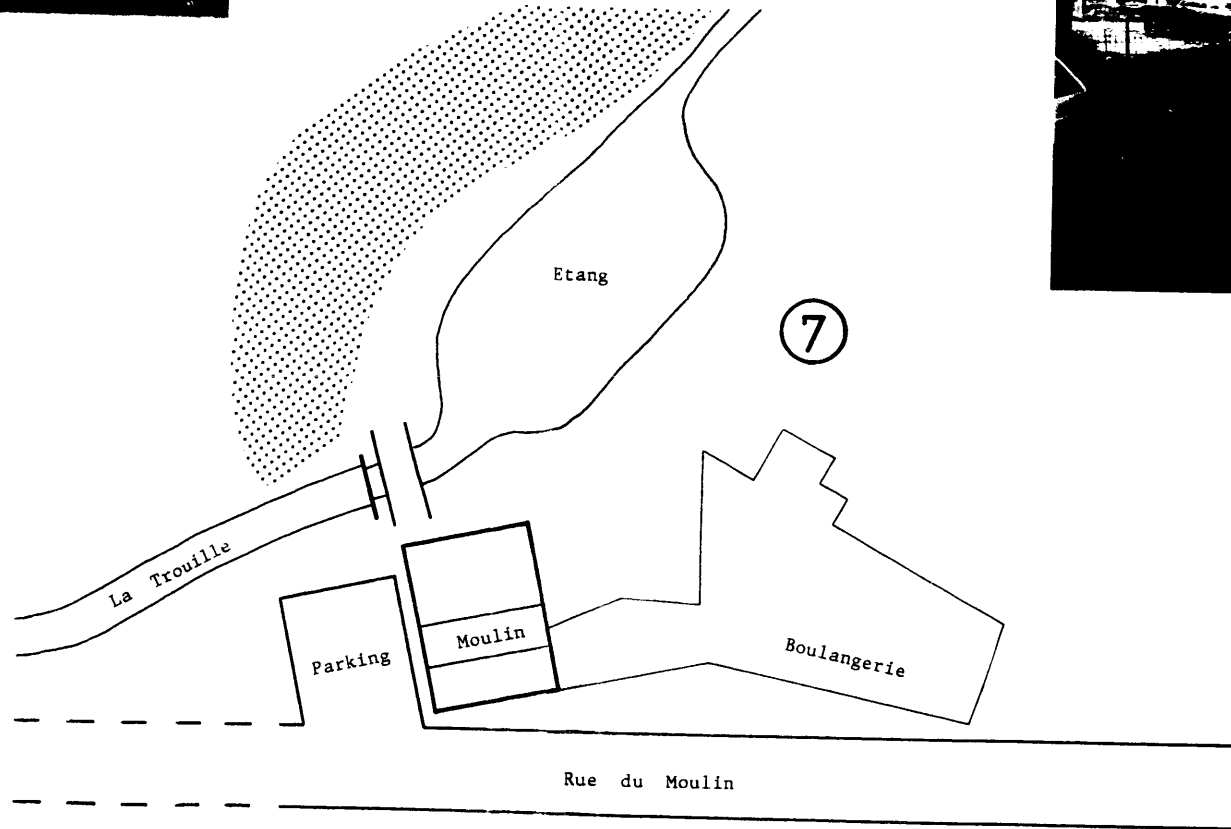 Etang
7
La Trouille
Moulin
Parking
Boulangerie
Rue du Moulin